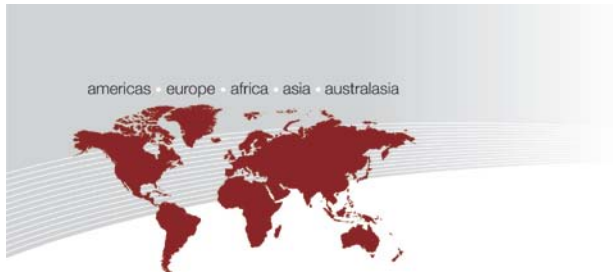 americas • europe • africa • asia • australasia